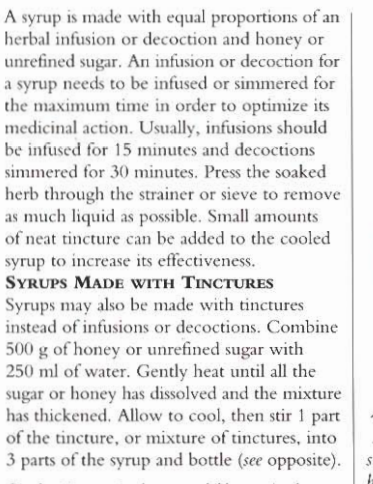 A syrup is made with equal proportions of an
herbal infusion or decoction and honey or
unrefined sugar. An infusion or decoction for
a syrup needs to be infused or simmered for
the maximum time in order to optimize its
medicinal action. Usually, infusions should
be infused for 15 minutes and decoctions
simmered for 30 minutes. Press the soaked
herb through the strainer or sieve to remove
as much liquid as possible. Small amounts
of neat tincture can be added to the cooled
syrup to increase its effectiveness.
SYRUPS MADE WITH TINCTURES
Syrups may also be made with tinctures
instead of infusions or decoctions. Combine
500 g of honey or unrefined sugar with
250 ml of water. Gently heat until all the
sugar or honey has dissolved and the mixture
has thickened. Allow to cool, then stir 1 part
of the tincture, or mixture of tinctures, into
3 parts of the syrup and bottle (see opposite).